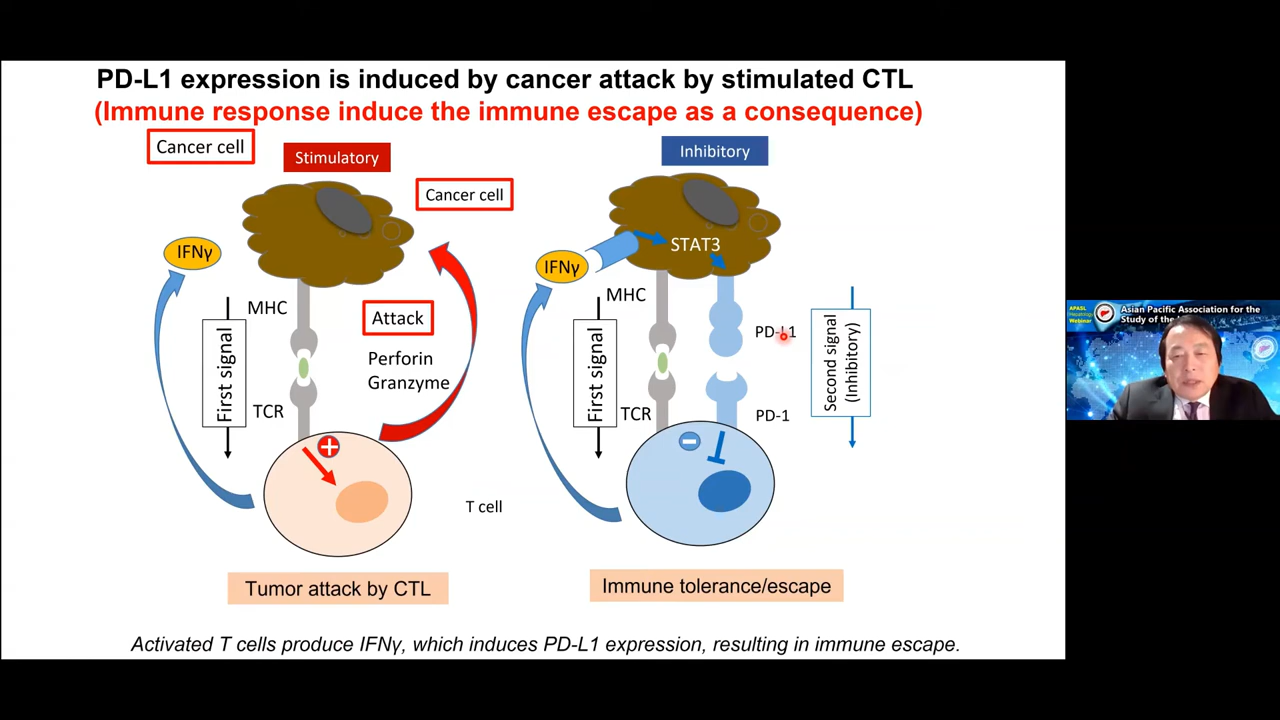 PD-L1 expression is induced by cancer attack by stimulated CTL
(Immune response induce the immune escape as a consequence)
Cancer cell
Stimulatory
Cancer cell
IFNγ
MHC
First signal
Attack
Perforin
Granzyme
TCR
T cell
Tumor attack by CTL
Inhibitory
STAT3
IFNγ
MHC
First signal
PD-L1
Second signal
(Inhibitory)
TCR
PD-1
Immune tolerance/escape
Activated T cells produce IFNγ, which induces PD-L1 expression, resulting in immune escape.
APASL
Hepatology
Webinar
Asian Pacific Association for the
Study of the